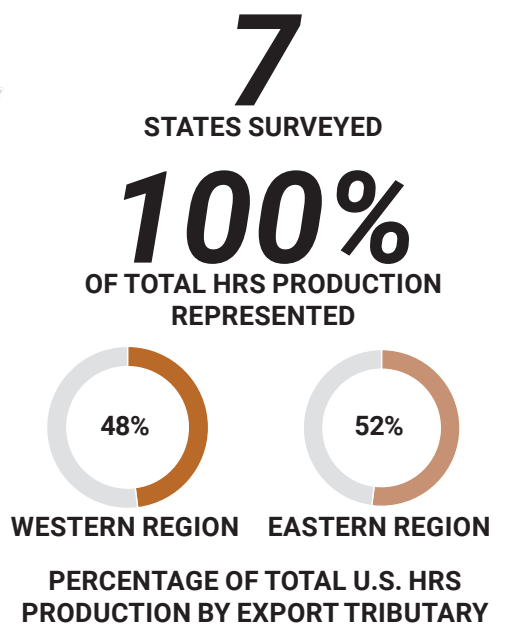 7
STATES SURVEYED
100%
OF TOTAL HRS PRODUCTION
REPRESENTED
48%
52%
WESTERN REGION
EASTERN REGION
PERCENTAGE OF TOTAL U.S. HRS
PRODUCTION BY EXPORT TRIBUTARY